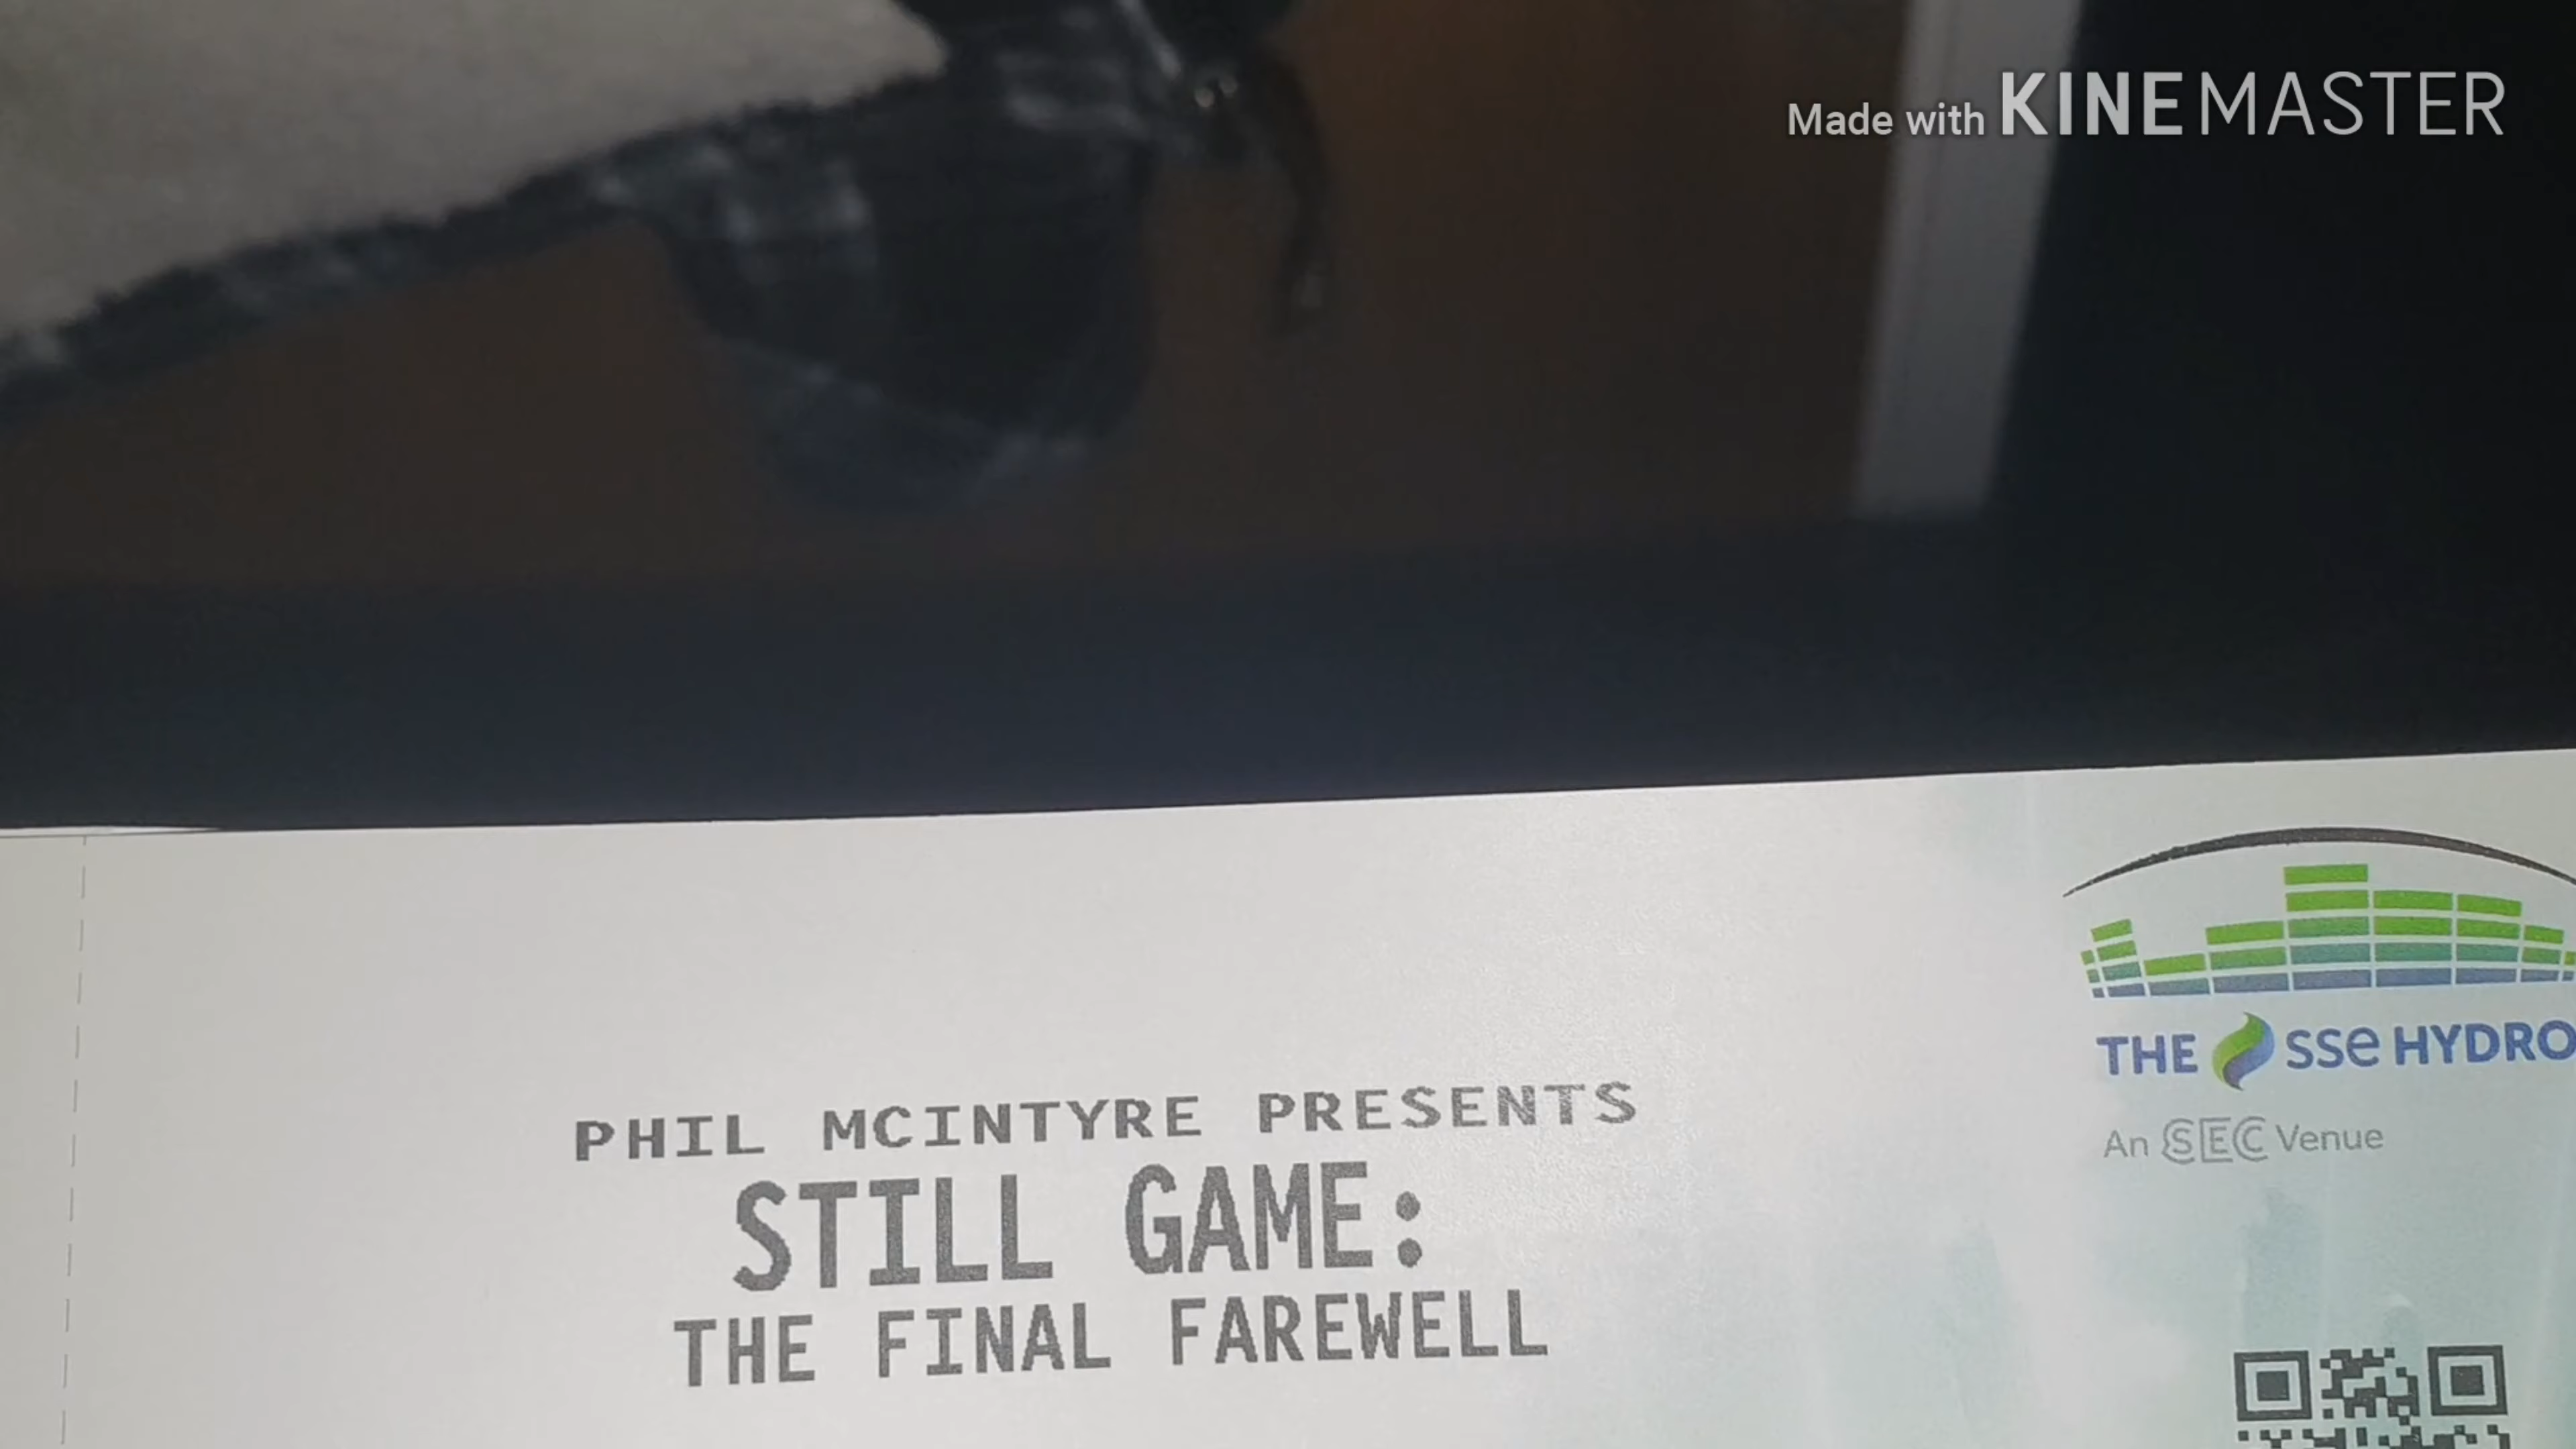 Made with KINEMASTER
THE sse HYDRO
An SEC Venue
PHIL MCINTYRE PRESENTS
STILL GAME:
THE FINAL FAREWELL